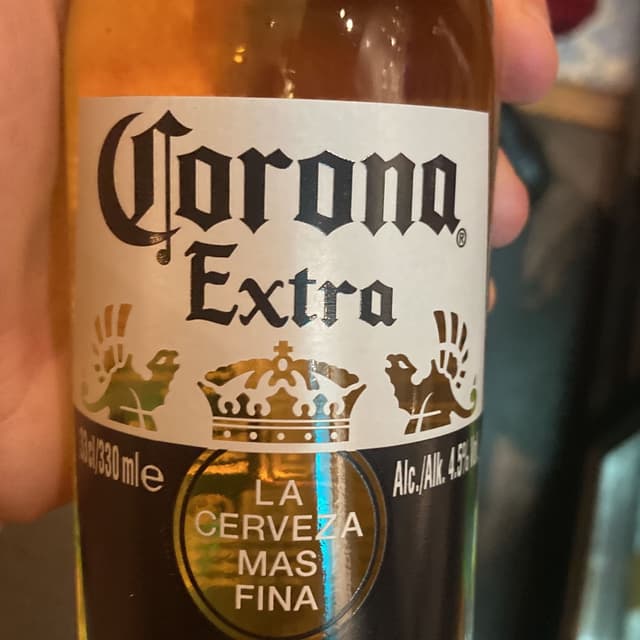 Corona®
Extra
33cl/330 ml e
Alc./Alk. 4.5%
LA
CERVEZA
MAS
FINA